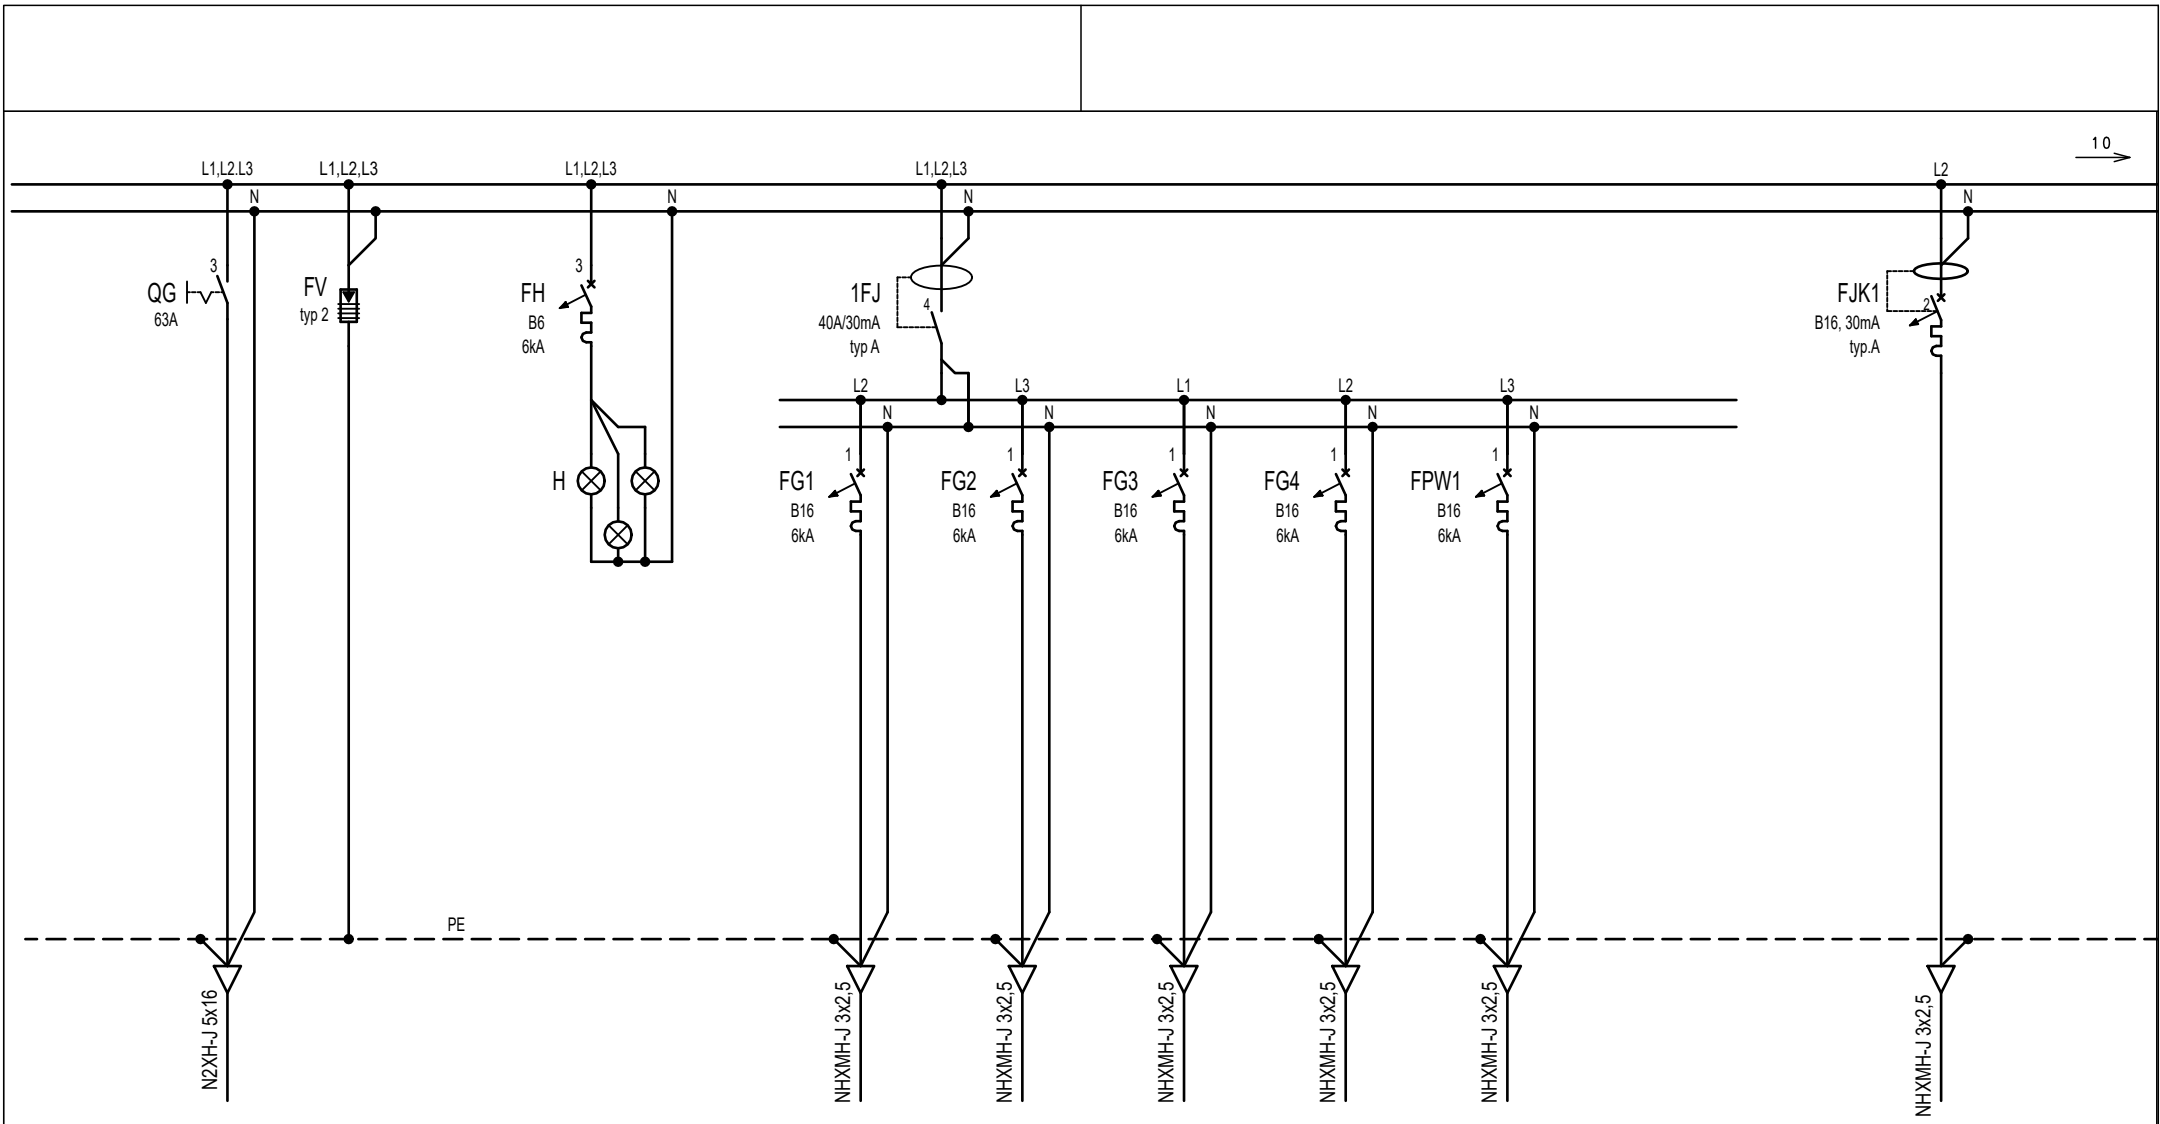 10
L1,L2.L3
L1,L2,L3
L1,L2,L3
L1,L2,L3
L2
N
N
N
N
3
QG
63A
FV
typ 2
3
FH
B6
6kA
1FJ
40A/30mA
typ A
4
FJK1
B16, 30mA
typ.A
2
L2
L3
L1
L2
L3
N
N
N
N
N
H
1
FG1
B16
6kA
1
FG2
B16
6kA
1
FG3
B16
6kA
1
FG4
B16
6kA
1
FPW1
B16
6kA
PE
N2XH-J 5x16
NHXMH-J 3x2,5
NHXMH-J 3x2,5
NHXMH-J 3x2,5
NHXMH-J 3x2,5
NHXMH-J 3x2,5
NHXMH-J 3x2,5